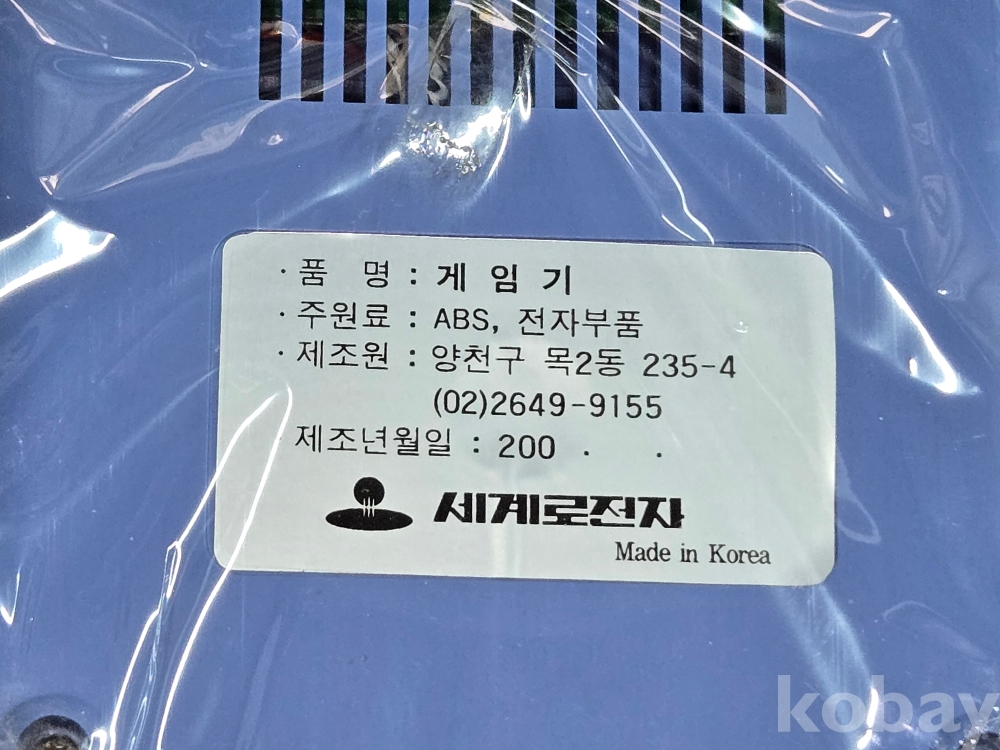 · 품 명 : 게 임 기
· 주원료 : ABS, 전자부품
· 제조원 : 양천구 목2동 235-4
(02)2649-9155
· 제조년월일 : 200 . .
세계로전자
Made in Korea
kobay